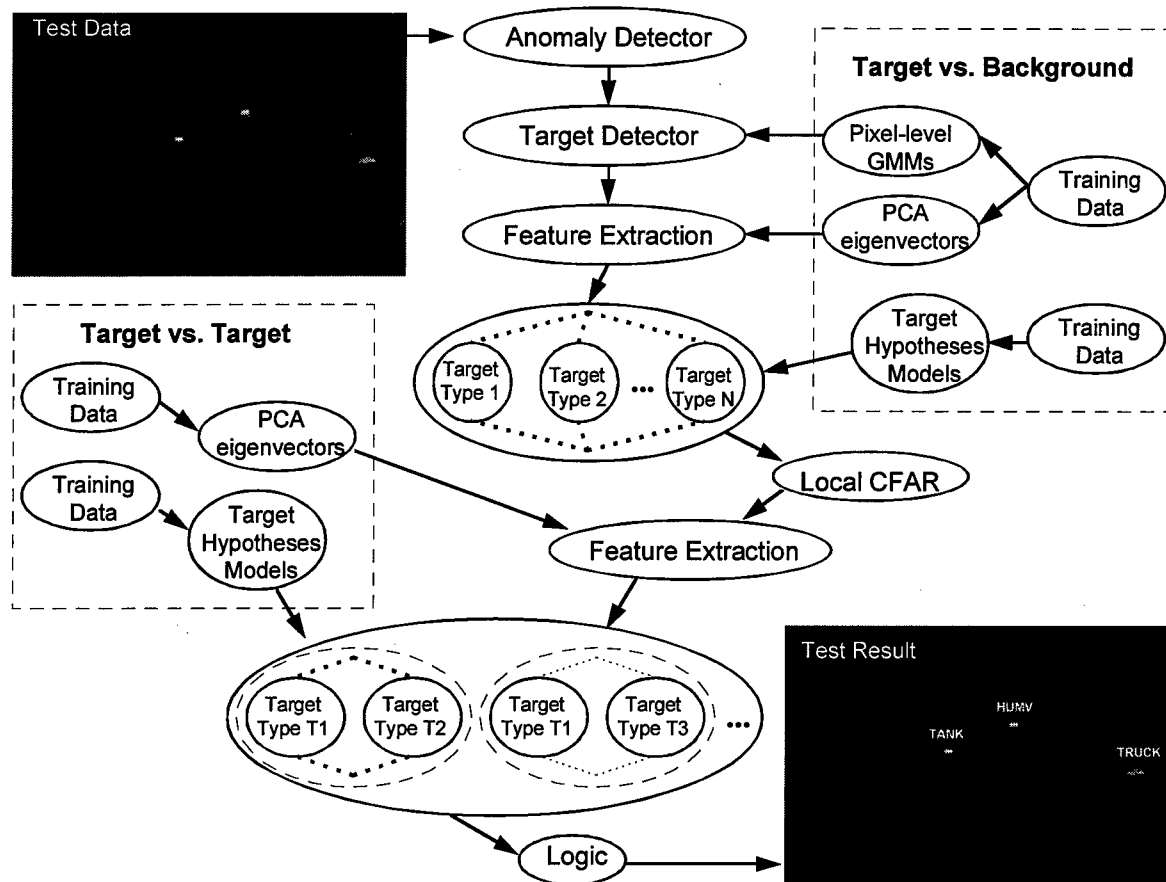 Test Data
Anomaly Detector
Target vs. Background
Target Detector
Pixel-level
GMMs
Training
Data
Feature Extraction
PCA
eigenvectors
Target vs. Target
Target
Type 1
Target
Type 2
...
Target
Type N
Target
Hypotheses
Models
Training
Data
Training
Data
PCA
eigenvectors
Local CFAR
Training
Data
Target
Hypotheses
Models
Feature Extraction
Target
Type T1
Target
Type T2
Target
Type T1
Target
Type T3
...
Test Result
HUMV
TANK
TRUCK
Logic